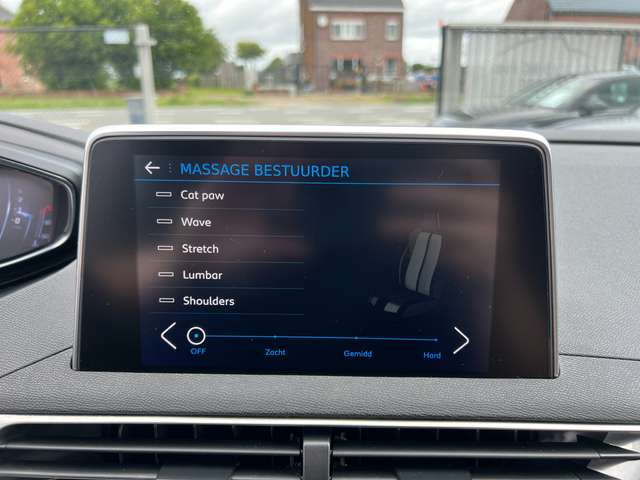 MASSAGE BESTUURDER
Cat paw
Wave
Stretch
Lumbar
Shoulders
OFF Zacht Gemidd Hard